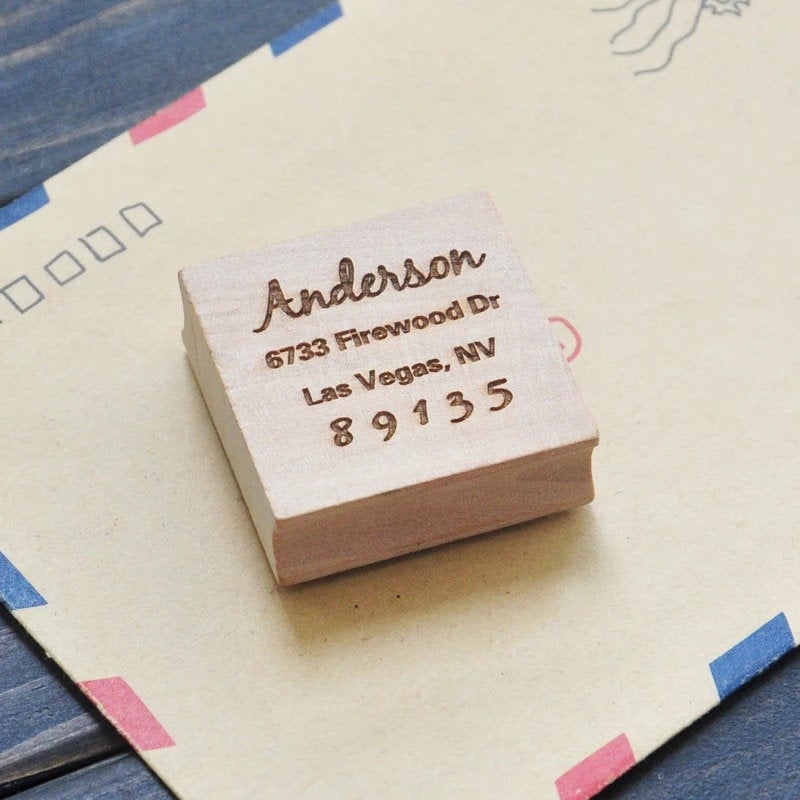 Anderson
6733 Firewood Dr
Las Vegas, NV
89135